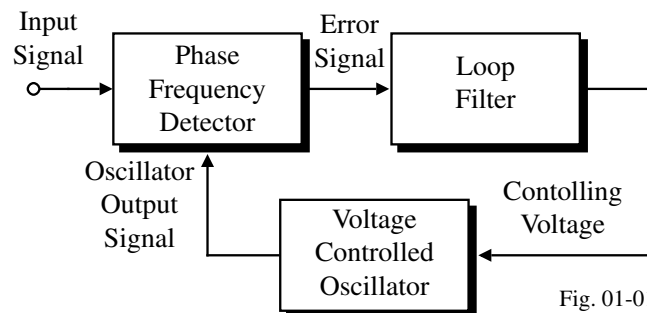 Input
Signal
Phase
Frequency
Detector
Error
Signal
Loop
Filter
Oscillator
Output
Signal
Voltage
Controlled
Oscillator
Contolling
Voltage
Fig. 01-0